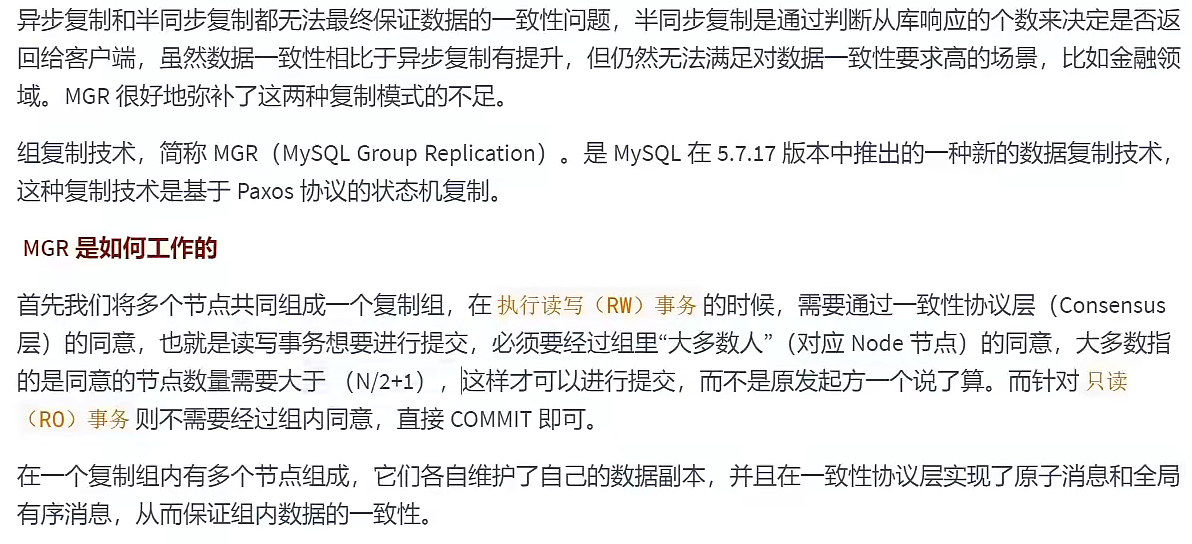 异步复制和半同步复制都无法最终保证数据的一致性问题，半同步复制是通过判断从库响应的个数来决定是否返
回给客户端，虽然数据一致性相比于异步复制有提升，但仍然无法满足对数据一致性要求高的场景，比如金融领
域。MGR 很好地弥补了这两种复制模式的不足。
组复制技术，简称 MGR（MySQL Group Replication）。是 MySQL 在 5.7.17 版本中推出的一种新的数据复制技术，
这种复制技术是基于 Paxos 协议的状态机复制。
MGR 是如何工作的
首先我们将多个节点共同组成一个复制组，在 执行读写（RW）事务 的时候，需要通过一致性协议层（Consensus
层）的同意，也就是读写事务想要进行提交，必须要经过组里“大多数人”（对应 Node 节点）的同意，大多数指
的是同意的节点数量需要大于 （N/2+1），这样才可以进行提交，而不是原发起方一个说了算。而针对 只读
（RO）事务 则不需要经过组内同意，直接 COMMIT 即可。
在一个复制组内有多个节点组成，它们各自维护了自己的数据副本，并且在一致性协议层实现了原子消息和全局
有序消息，从而保证组内数据的一致性。